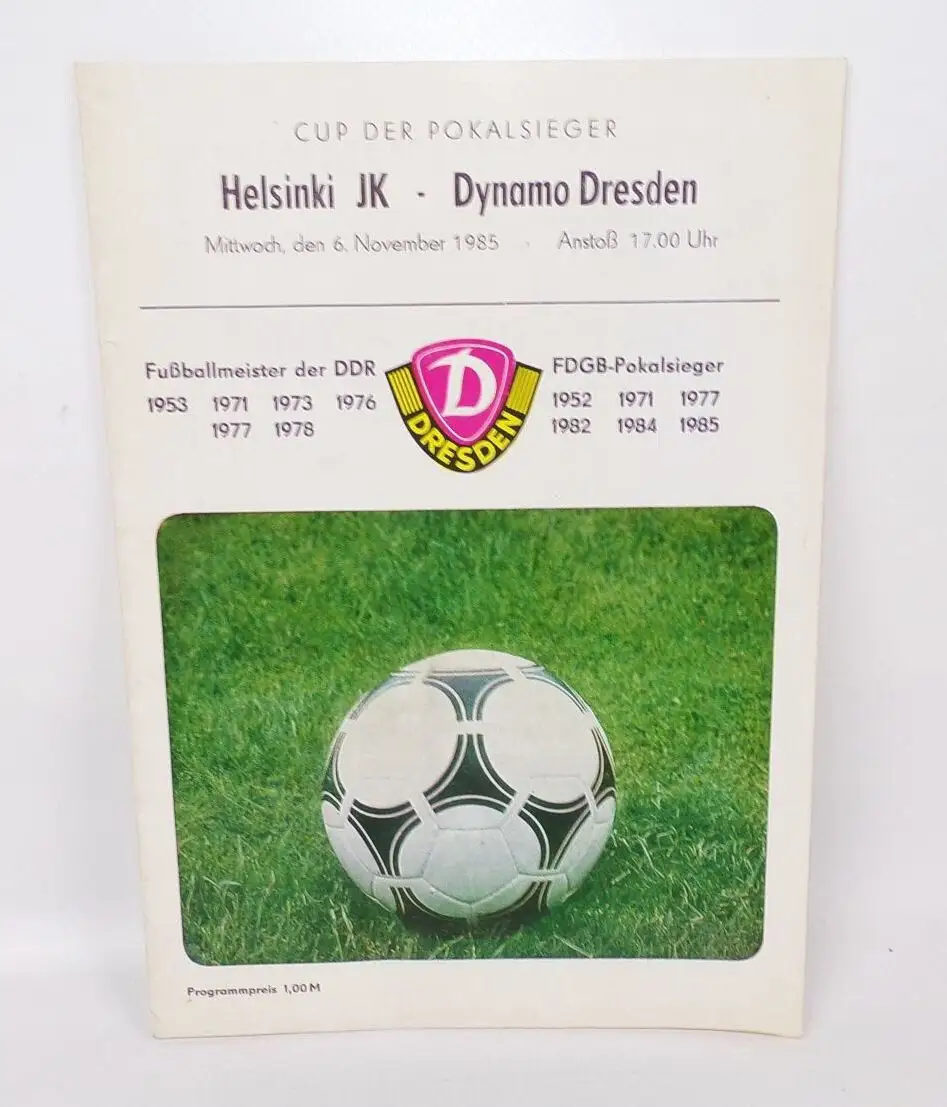 CUP DER POKALSIEGER
Helsinki JK - Dynamo Dresden
Mittwoch, den 6. November 1985 · Anstoß 17.00 Uhr
Fußballmeister der DDR
1953 1971 1973 1976
1977 1978
D
DRESDEN
FDGB-Pokalsieger
1952 1971 1977
1982 1984 1985
Programmpreis 1,00 M